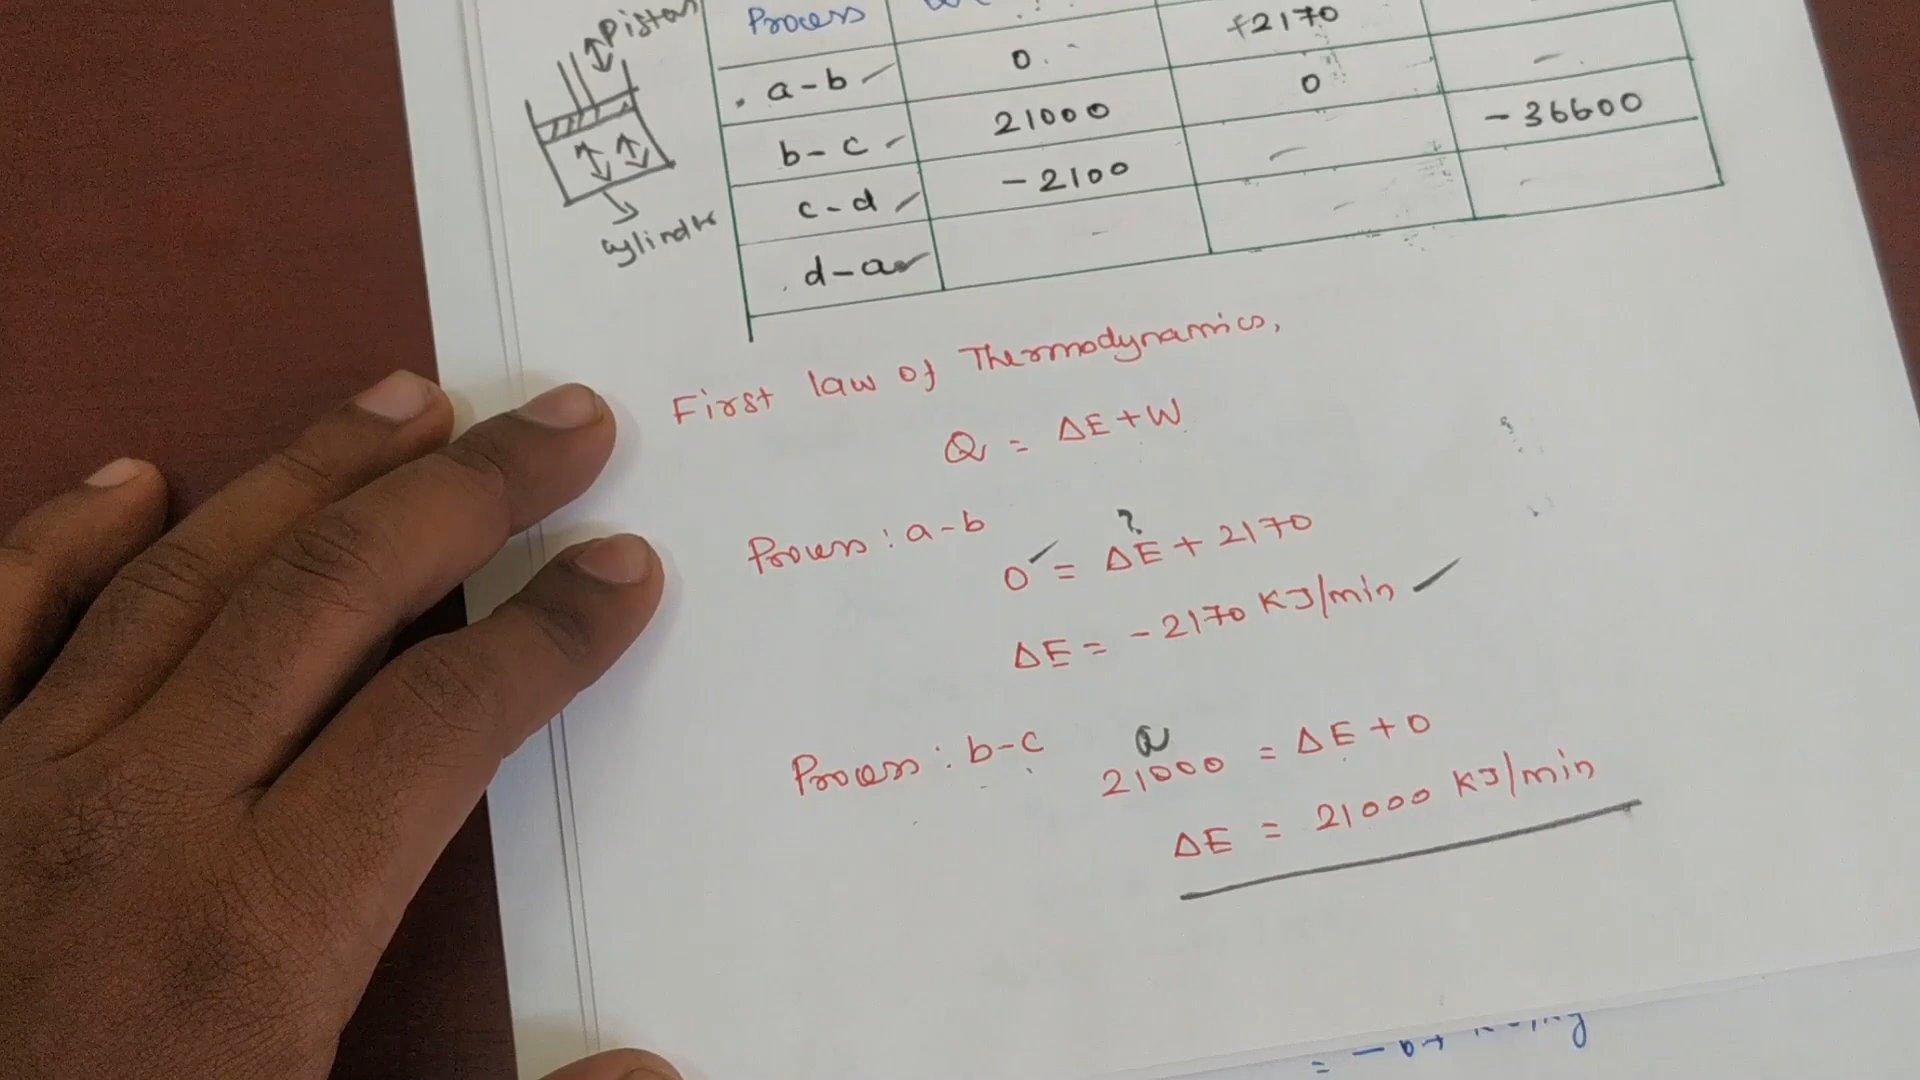 Piston
cylinder
Process
+2170
a-b 0 0 -
b-c 21000 - -36600
c-d -2100 - -
d-a -
First law of Thermodynamics,
Q = ΔE + W
Process : a-b
?
0 = ΔE + 2170
ΔE = -2170 KJ/min
Process : b-c
Q
21000 = ΔE + 0
ΔE = 21000 KJ/min